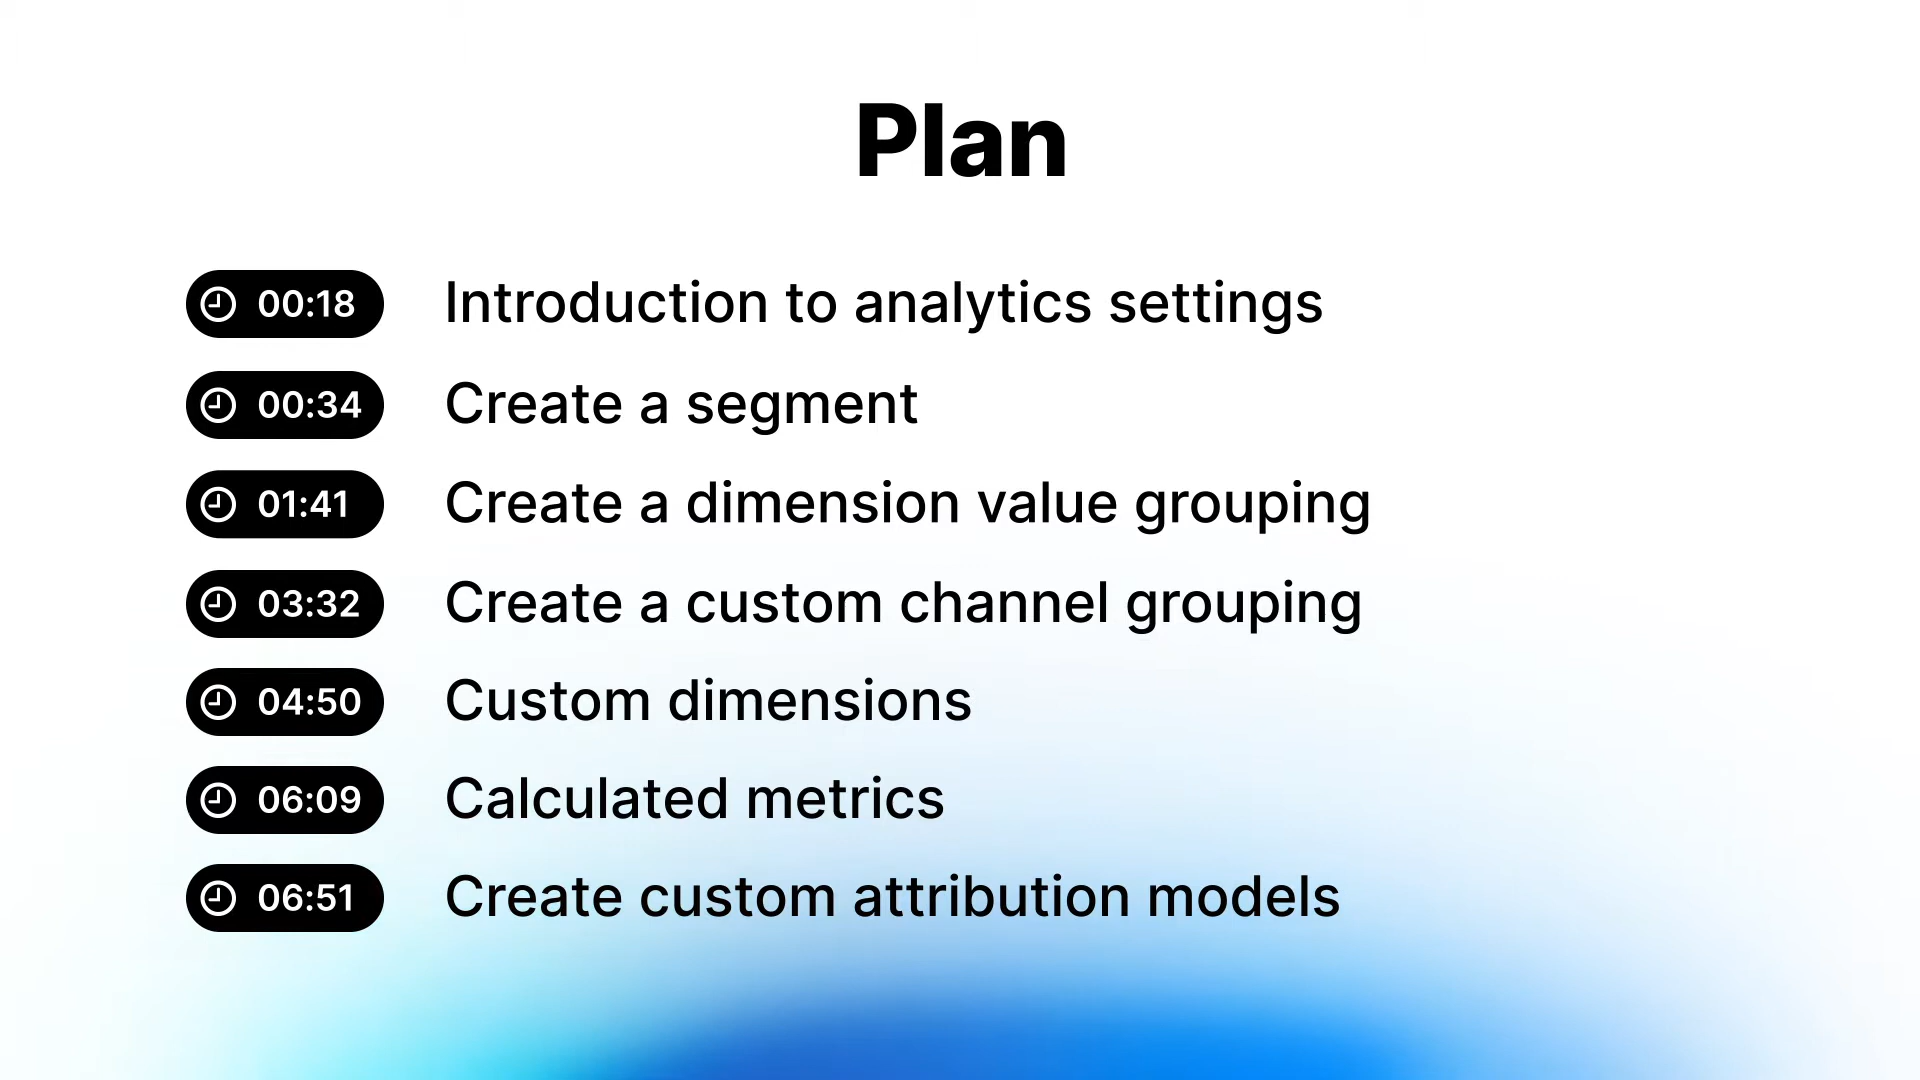 Plan
00:18 Introduction to analytics settings
00:34 Create a segment
01:41 Create a dimension value grouping
03:32 Create a custom channel grouping
04:50 Custom dimensions
06:09 Calculated metrics
06:51 Create custom attribution models